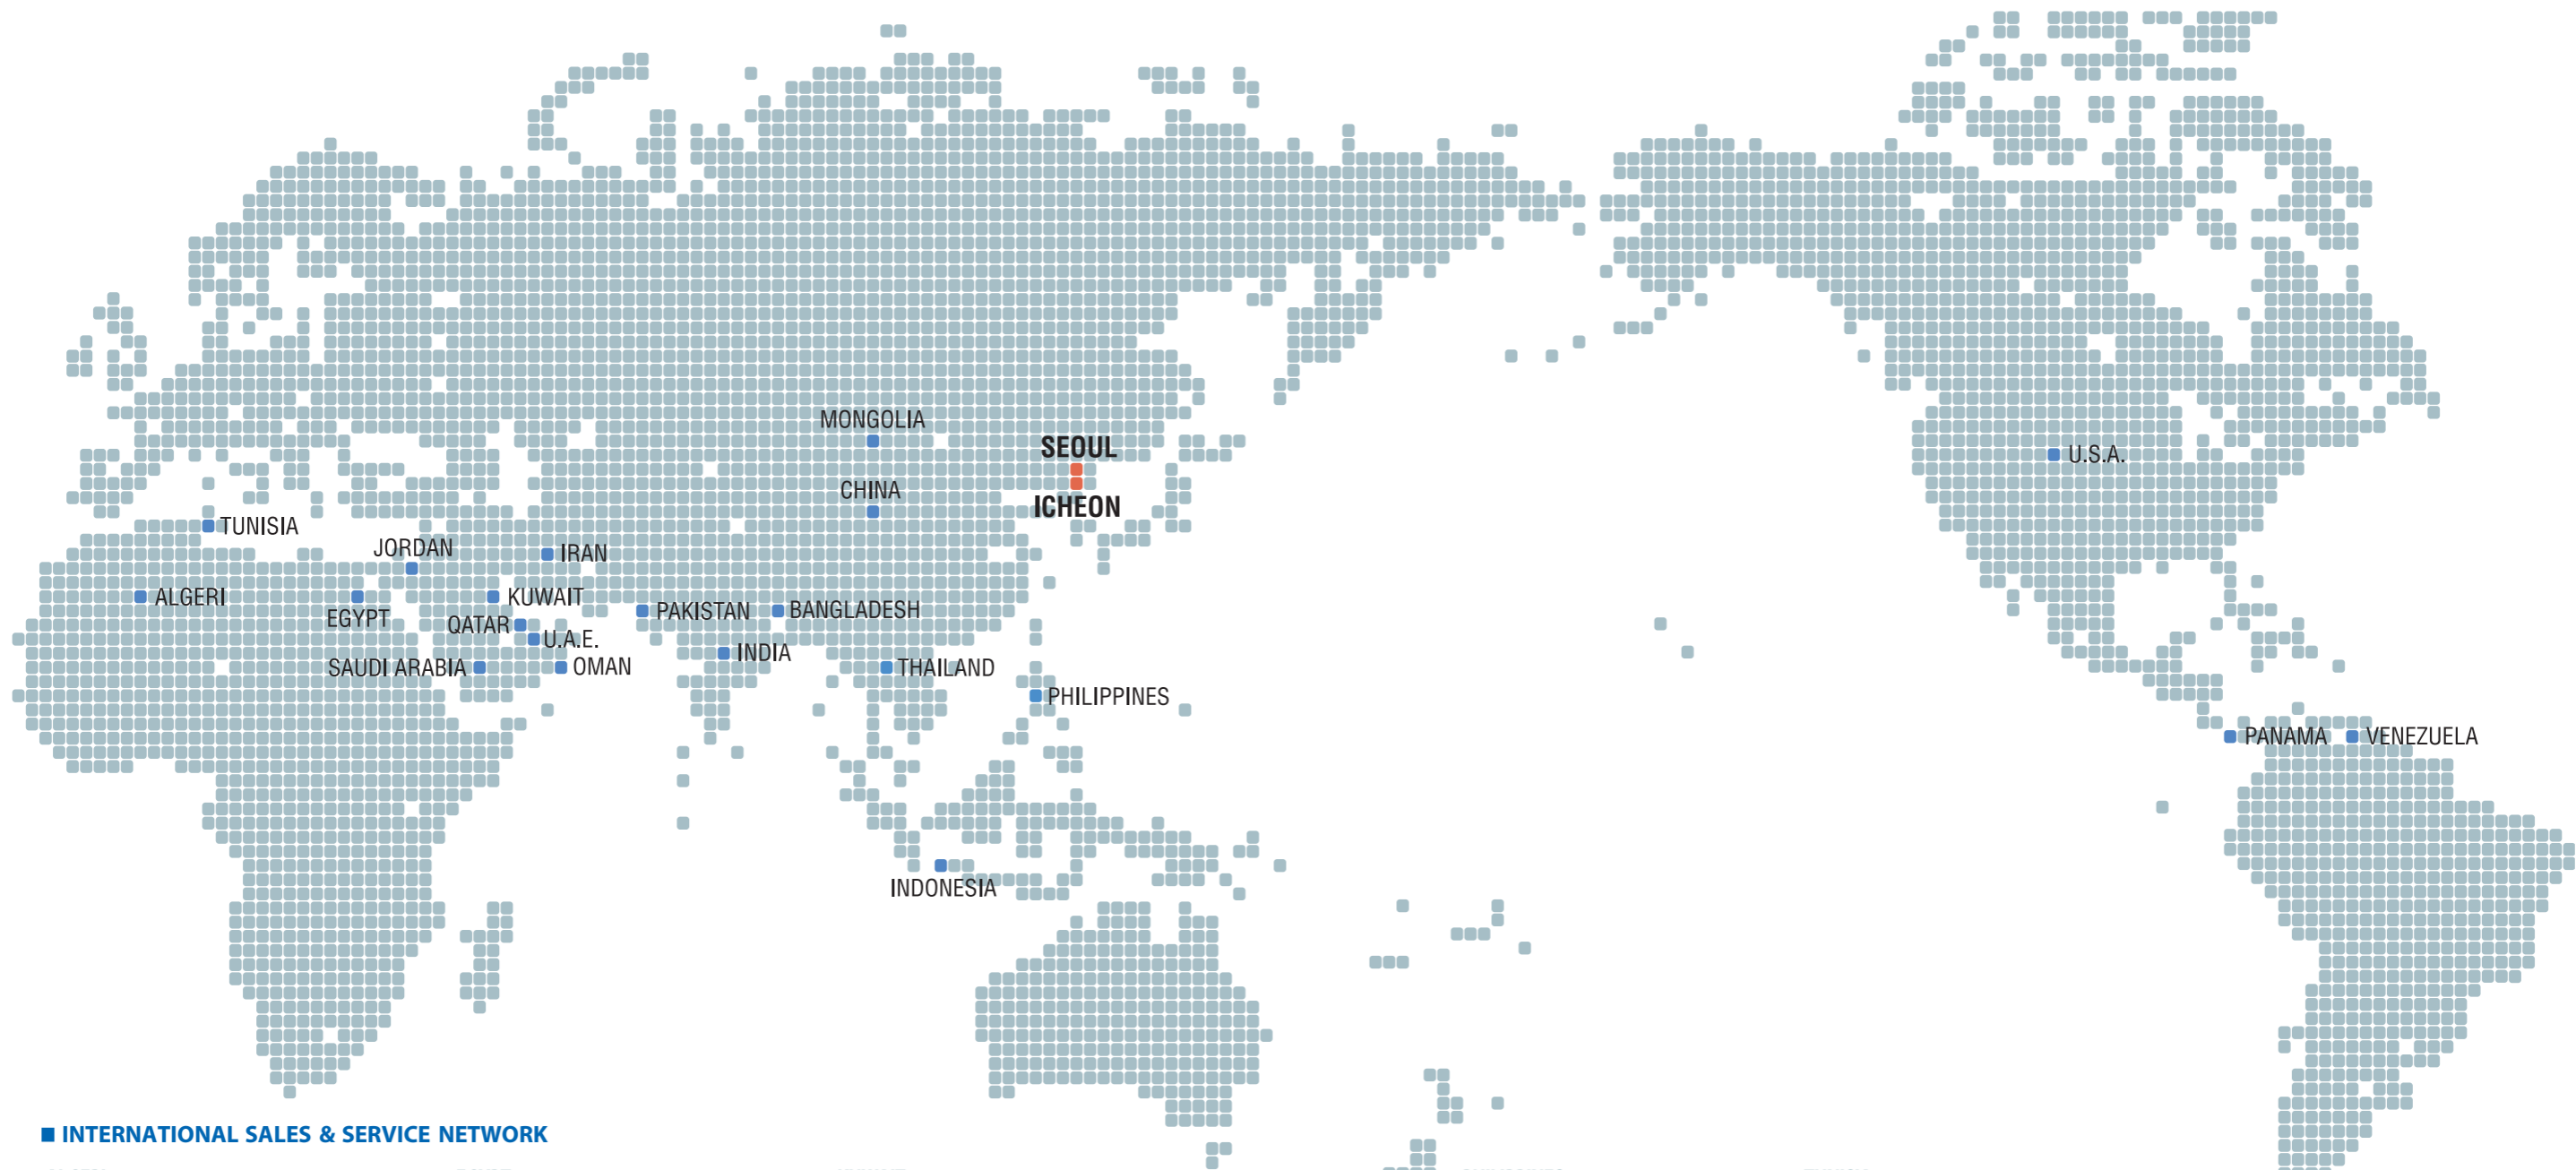 MONGOLIA
SEOUL
U.S.A.
CHINA
ICHEON
TUNISIA
JORDAN
IRAN
ALGERI
KUWAIT
PAKISTAN
BANGLADESH
EGYPT
QATAR
U.A.E.
INDIA
SAUDI ARABIA
OMAN
THAILAND
PHILIPPINES
PANAMA
VENEZUELA
INDONESIA
INTERNATIONAL SALES & SERVICE NETWORK